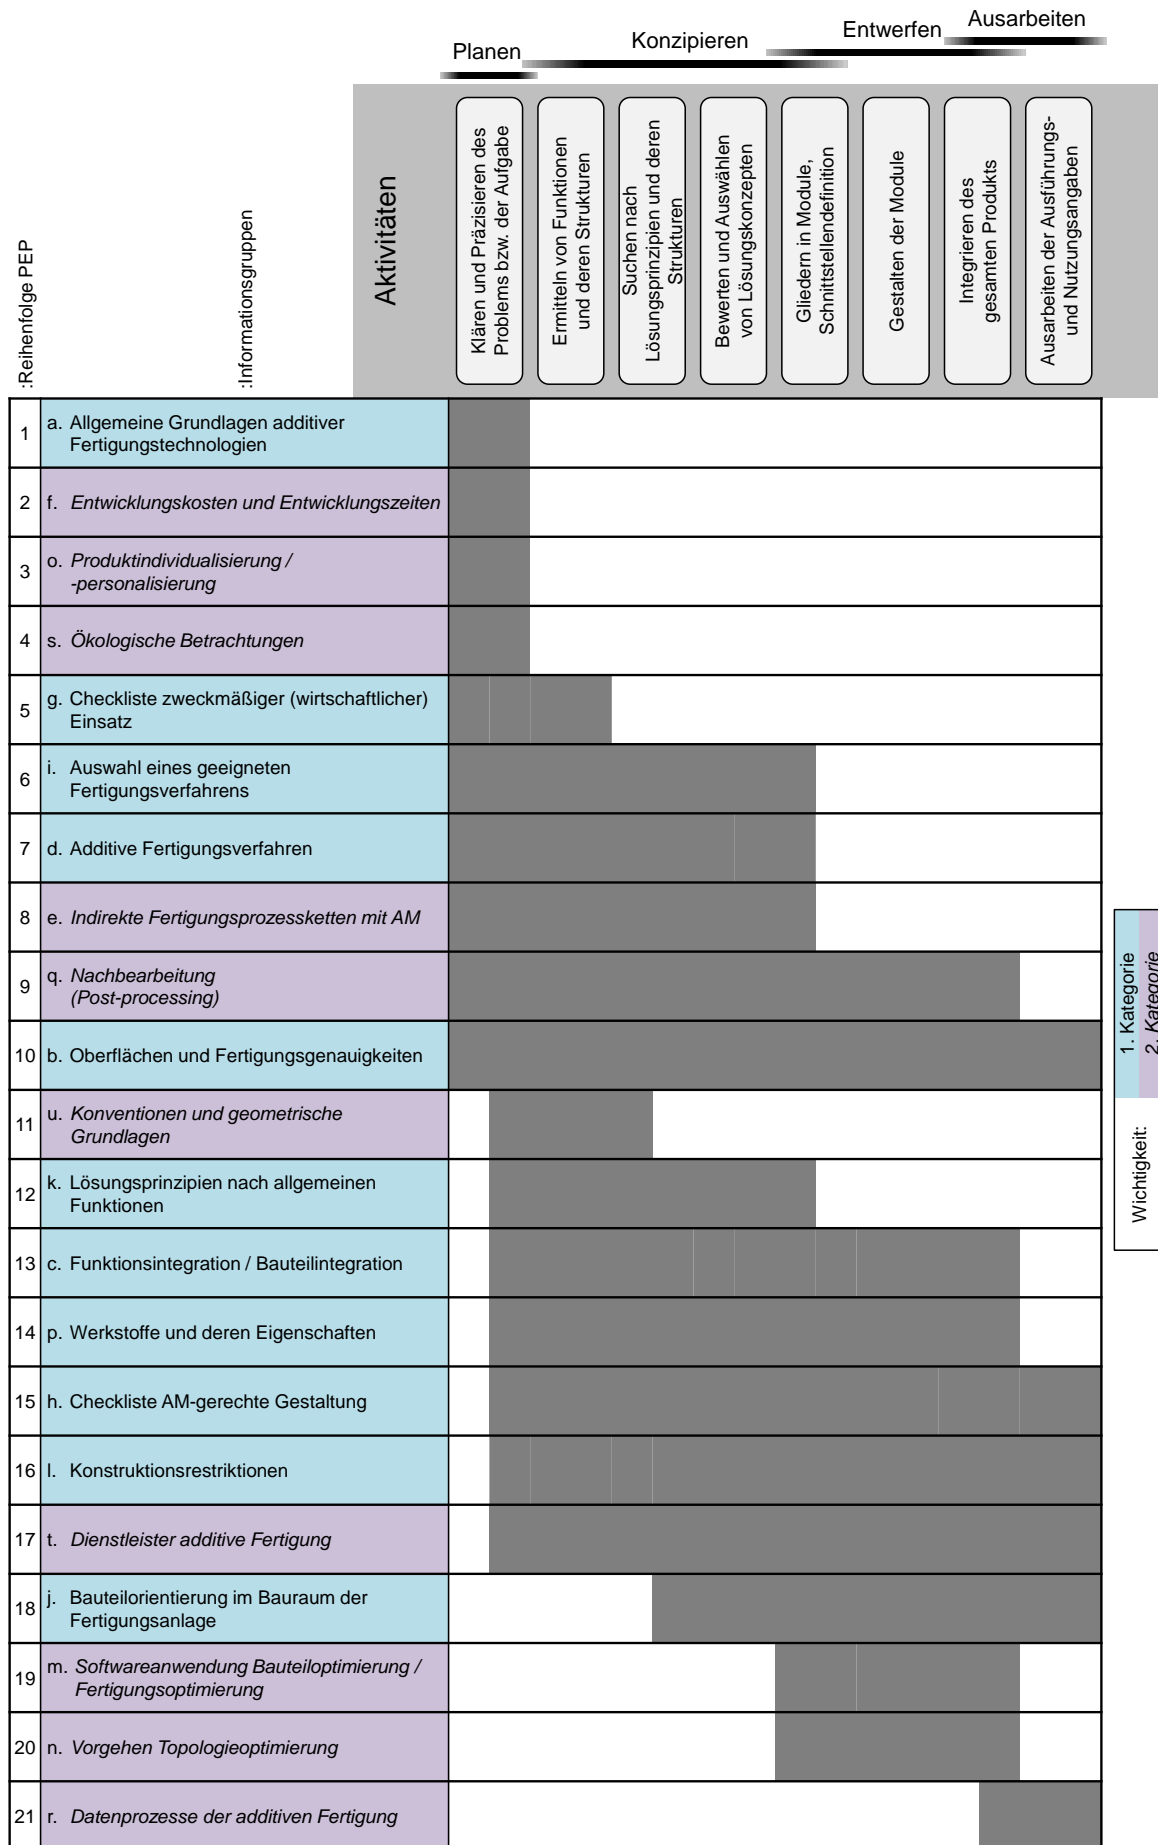 Planen
Konzipieren
Entwerfen
Ausarbeiten
:Reihenfolge PEP
:Informationsgruppen
Aktivitäten
Klären und Präzisieren des
Problems bzw. der Aufgabe
Ermitteln von Funktionen
und deren Strukturen
Suchen nach
Lösungsprinzipien und deren
Strukturen
Bewerten und Auswählen
von Lösungskonzepten
Gliedern in Module,
Schnittstellendefinition
Gestalten der Module
Integrieren des
gesamten Produkts
Ausarbeiten der Ausführungs-
und Nutzungsangaben
1 a. Allgemeine Grundlagen additiver
Fertigungstechnologien
2 f. Entwicklungskosten und Entwicklungszeiten
3 o. Produktindividualisierung /
-personalisierung
4 s. Ökologische Betrachtungen
5 g. Checkliste zweckmäßiger (wirtschaftlicher)
Einsatz
6 i. Auswahl eines geeigneten
Fertigungsverfahrens
7 d. Additive Fertigungsverfahren
8 e. Indirekte Fertigungsprozessketten mit AM
9 q. Nachbearbeitung
(Post-processing)
10 b. Oberflächen und Fertigungsgenauigkeiten
11 u. Konventionen und geometrische
Grundlagen
12 k. Lösungsprinzipien nach allgemeinen
Funktionen
13 c. Funktionsintegration / Bauteilintegration
14 p. Werkstoffe und deren Eigenschaften
15 h. Checkliste AM-gerechte Gestaltung
16 l. Konstruktionsrestriktionen
17 t. Dienstleister additive Fertigung
18 j. Bauteilorientierung im Bauraum der
Fertigungsanlage
19 m. Softwareanwendung Bauteiloptimierung /
Fertigungsoptimierung
20 n. Vorgehen Topologieoptimierung
21 r. Datenprozesse der additiven Fertigung
Wichtigkeit:
1. Kategorie
2. Kategorie